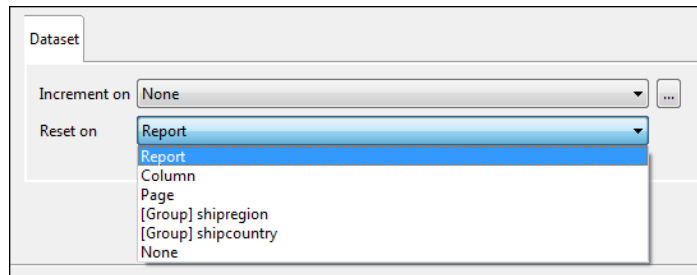 Dataset
Increment on None ...
Reset on Report
Report
Column
Page
[Group] shipregion
[Group] shipcountry
None